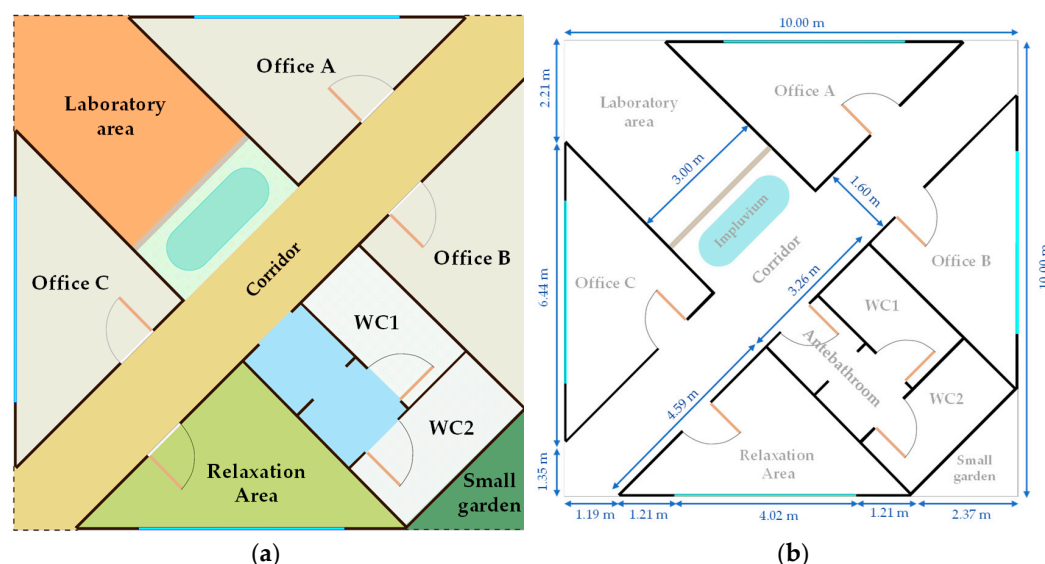 Office A
Laboratory
area
Office C
Corridor
Office B
WC1
WC2
Relaxation
Area
Small
garden
(a)
10.00 m
2.21 m
Laboratory
area
Office A
3.00 m
1.60 m
Impluvium
Corridor
Office C
Office B
6.44 m
10.00 m
3.26 m
WC1
Antebathroom
WC2
4.59 m
Relaxation
Area
Small
garden
1.35 m
1.19 m
1.21 m
4.02 m
1.21 m
2.37 m
(b)